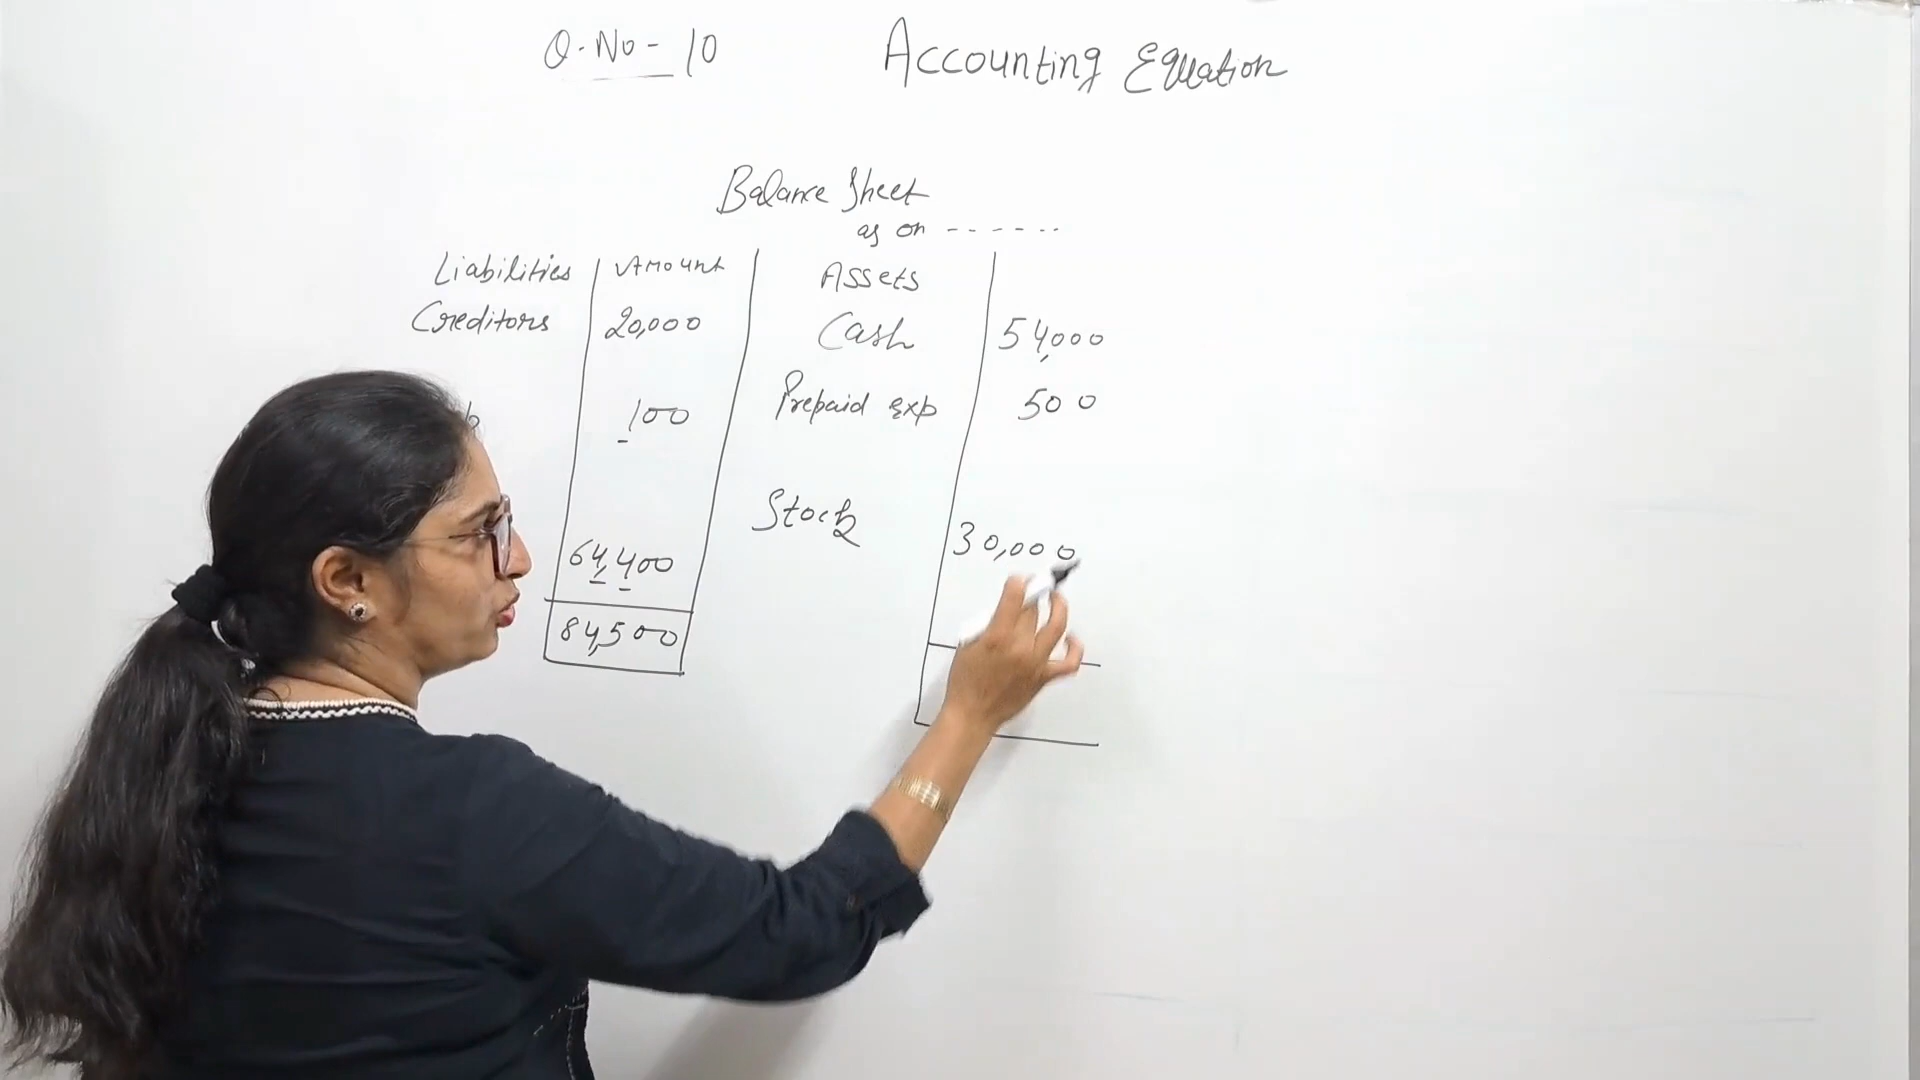 Q. No - 10
Accounting Equation
Balance Sheet
as on ------
Liabilities Amount Assets
Creditors 20,000 Cash 54,000
100 Prepaid exp 500
Stock 30,000
64,400
84,500